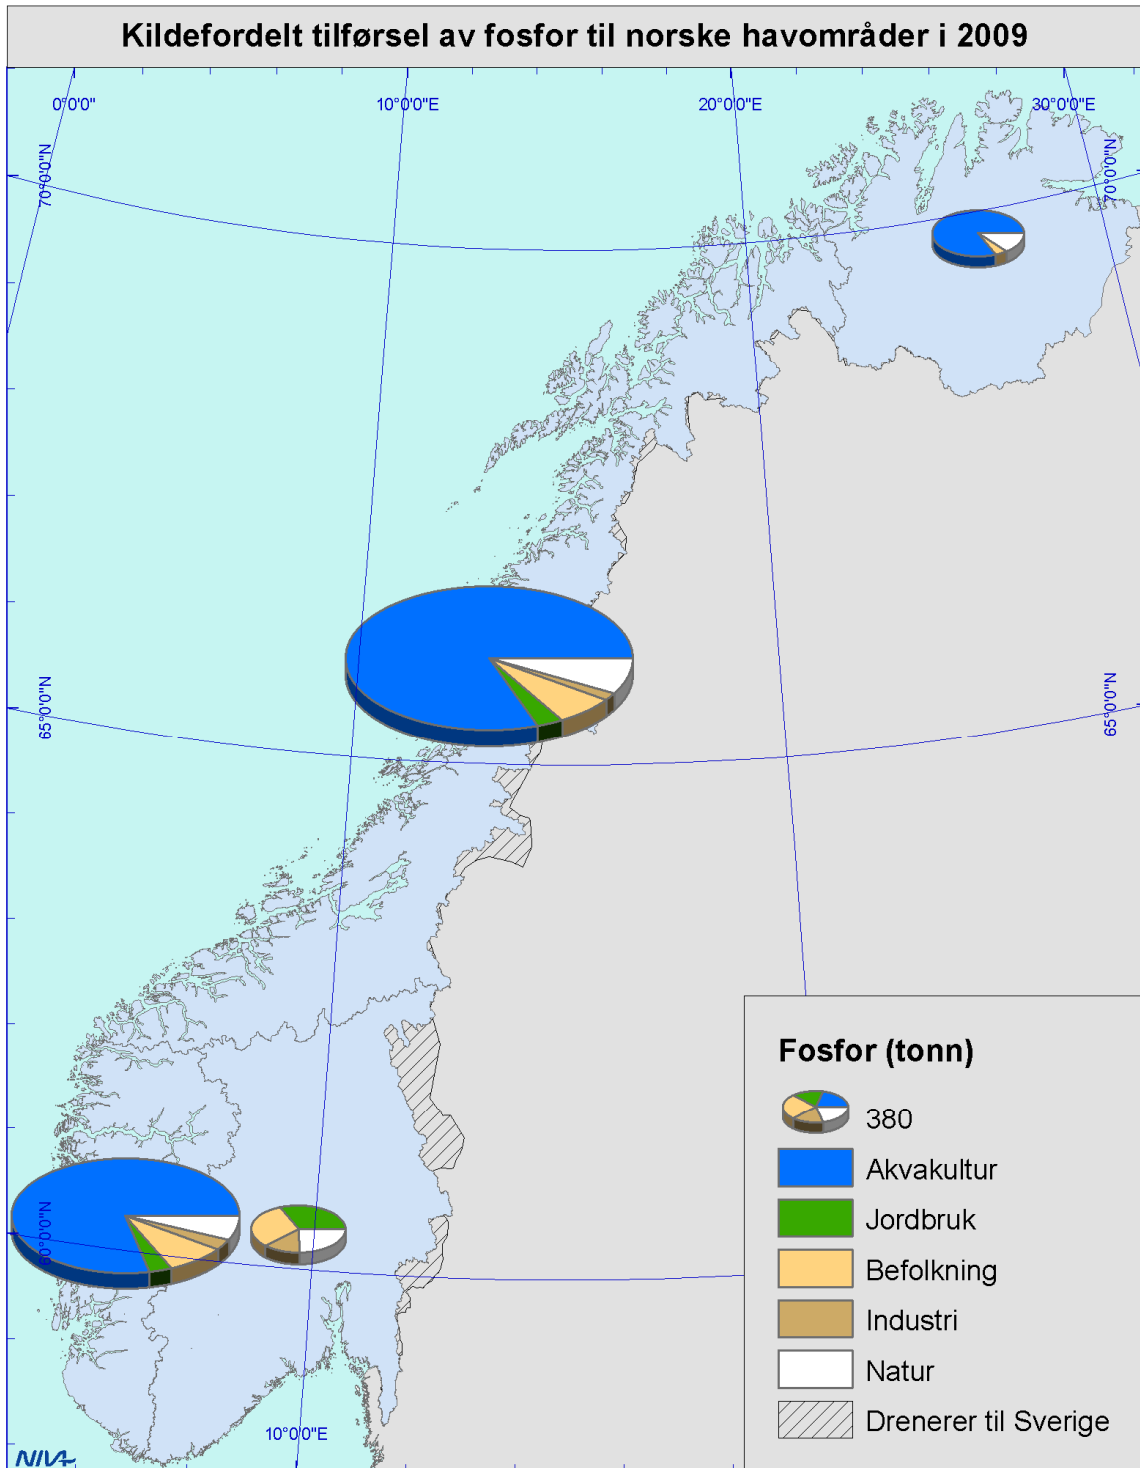 Kildefordelt tilførsel av fosfor til norske havområder i 2009
0°0'0"
10°0'0"E
20°0'0"E
30°0'0"E
70°0'0"N
70°0'0"N
65°0'0"N
65°0'0"N
60°0'0"N
10°0'0"E
Fosfor (tonn)
380
Akvakultur
Jordbruk
Befolkning
Industri
Natur
Drenerer til Sverige
NIVA